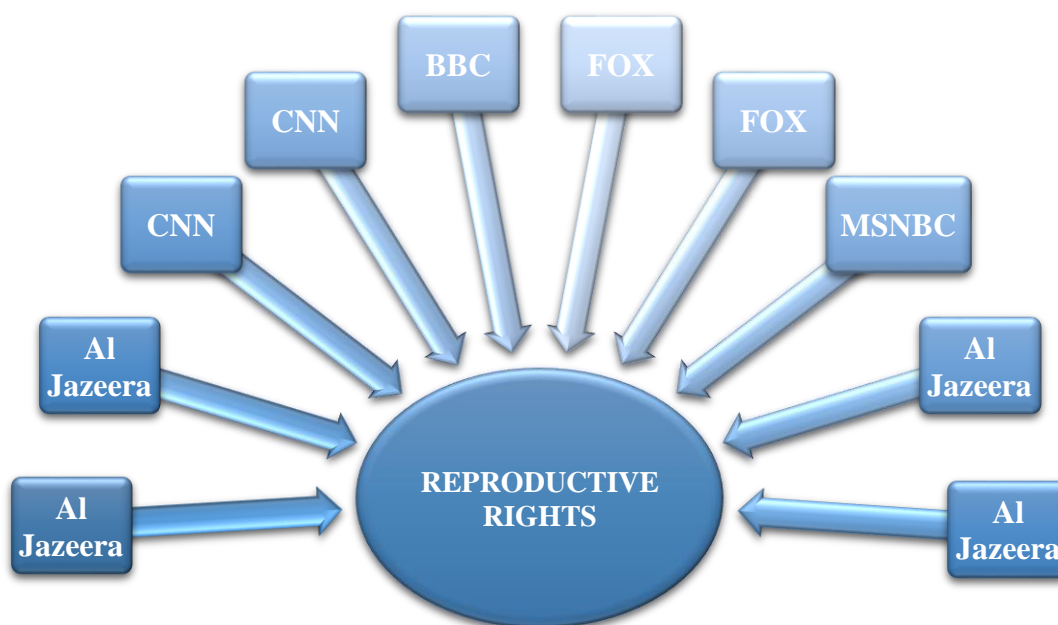 BBC
FOX
CNN
FOX
CNN
MSNBC
Al
Jazeera
Al
Jazeera
REPRODUCTIVE
RIGHTS
Al
Jazeera
Al
Jazeera